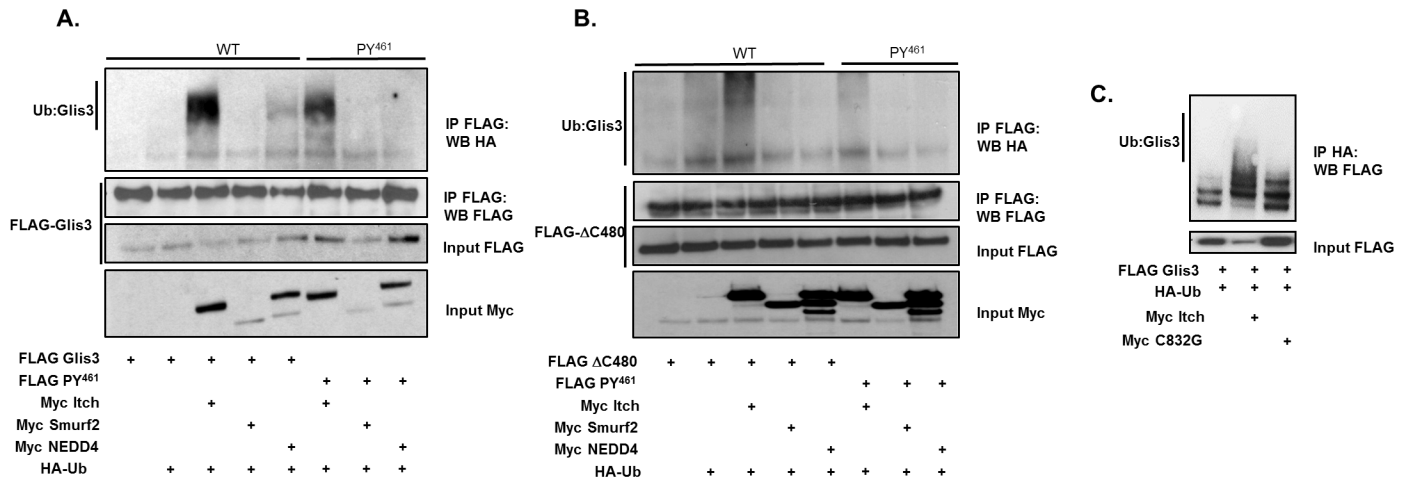 A.
WT PY461
Ub:Glis3
IP FLAG:
WB HA
IP FLAG:
WB FLAG
FLAG-Glis3
Input FLAG
Input Myc
FLAG Glis3 + + + + +
FLAG PY461 + + +
Myc Itch + +
Myc Smurf2 + +
Myc NEDD4 + +
HA-Ub + + + + + + +
B.
WT PY461
Ub:Glis3
IP FLAG:
WB HA
IP FLAG:
WB FLAG
FLAG-ΔC480
Input FLAG
Input Myc
FLAG ΔC480 + + + + +
FLAG PY461 + + +
Myc Itch + +
Myc Smurf2 + +
Myc NEDD4 + +
HA-Ub + + + + + + +
C.
Ub:Glis3
IP HA:
WB FLAG
Input FLAG
FLAG Glis3 + + +
HA-Ub + + +
Myc Itch +
Myc C832G +